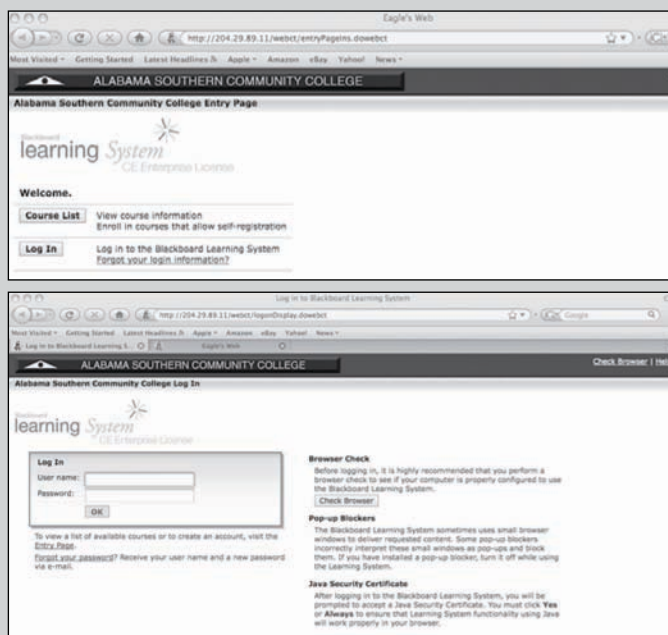 Eagle's Web
http://204.29.89.11/webct/entryPageIns.dowebct
Most Visited Getting Started Latest Headlines Apple Amazon eBay Yahoo! News
ALABAMA SOUTHERN COMMUNITY COLLEGE
Alabama Southern Community College Entry Page
Blackboard
learning System
CE Enterprise License
Welcome.
Course List View course information
Enroll in courses that allow self-registration
Log In Log in to the Blackboard Learning System
Forgot your login information?
Log in to Blackboard Learning System
http://204.29.89.11/webct/logonDisplay.dowebct
Google
Most Visited Getting Started Latest Headlines Apple Amazon eBay Yahoo! News
Log in to Blackboard Learning S... Eagle's Web
ALABAMA SOUTHERN COMMUNITY COLLEGE
Check Browser | Help
Alabama Southern Community College Log In
Blackboard
learning System
CE Enterprise License
Log In
User name:
Password:
OK
To view a list of available courses or to create an account, visit the
Entry Page.
Forgot your password? Receive your user name and a new password
via e-mail.
Browser Check
Before logging in, it is highly recommended that you perform a
browser check to see if your computer is properly configured to use
the Blackboard Learning System.
Check Browser
Pop-up Blockers
The Blackboard Learning System sometimes uses small browser
windows to deliver requested content. Some pop-up blockers
incorrectly interpret these small windows as pop-ups and block
them. If you have installed a pop-up blocker, turn it off while using
the Learning System.
Java Security Certificate
After logging in to the Blackboard Learning System, you will be
prompted to accept a Java Security Certificate. You must click Yes
or Always to ensure that Learning System functionality using Java
will work properly in your browser.